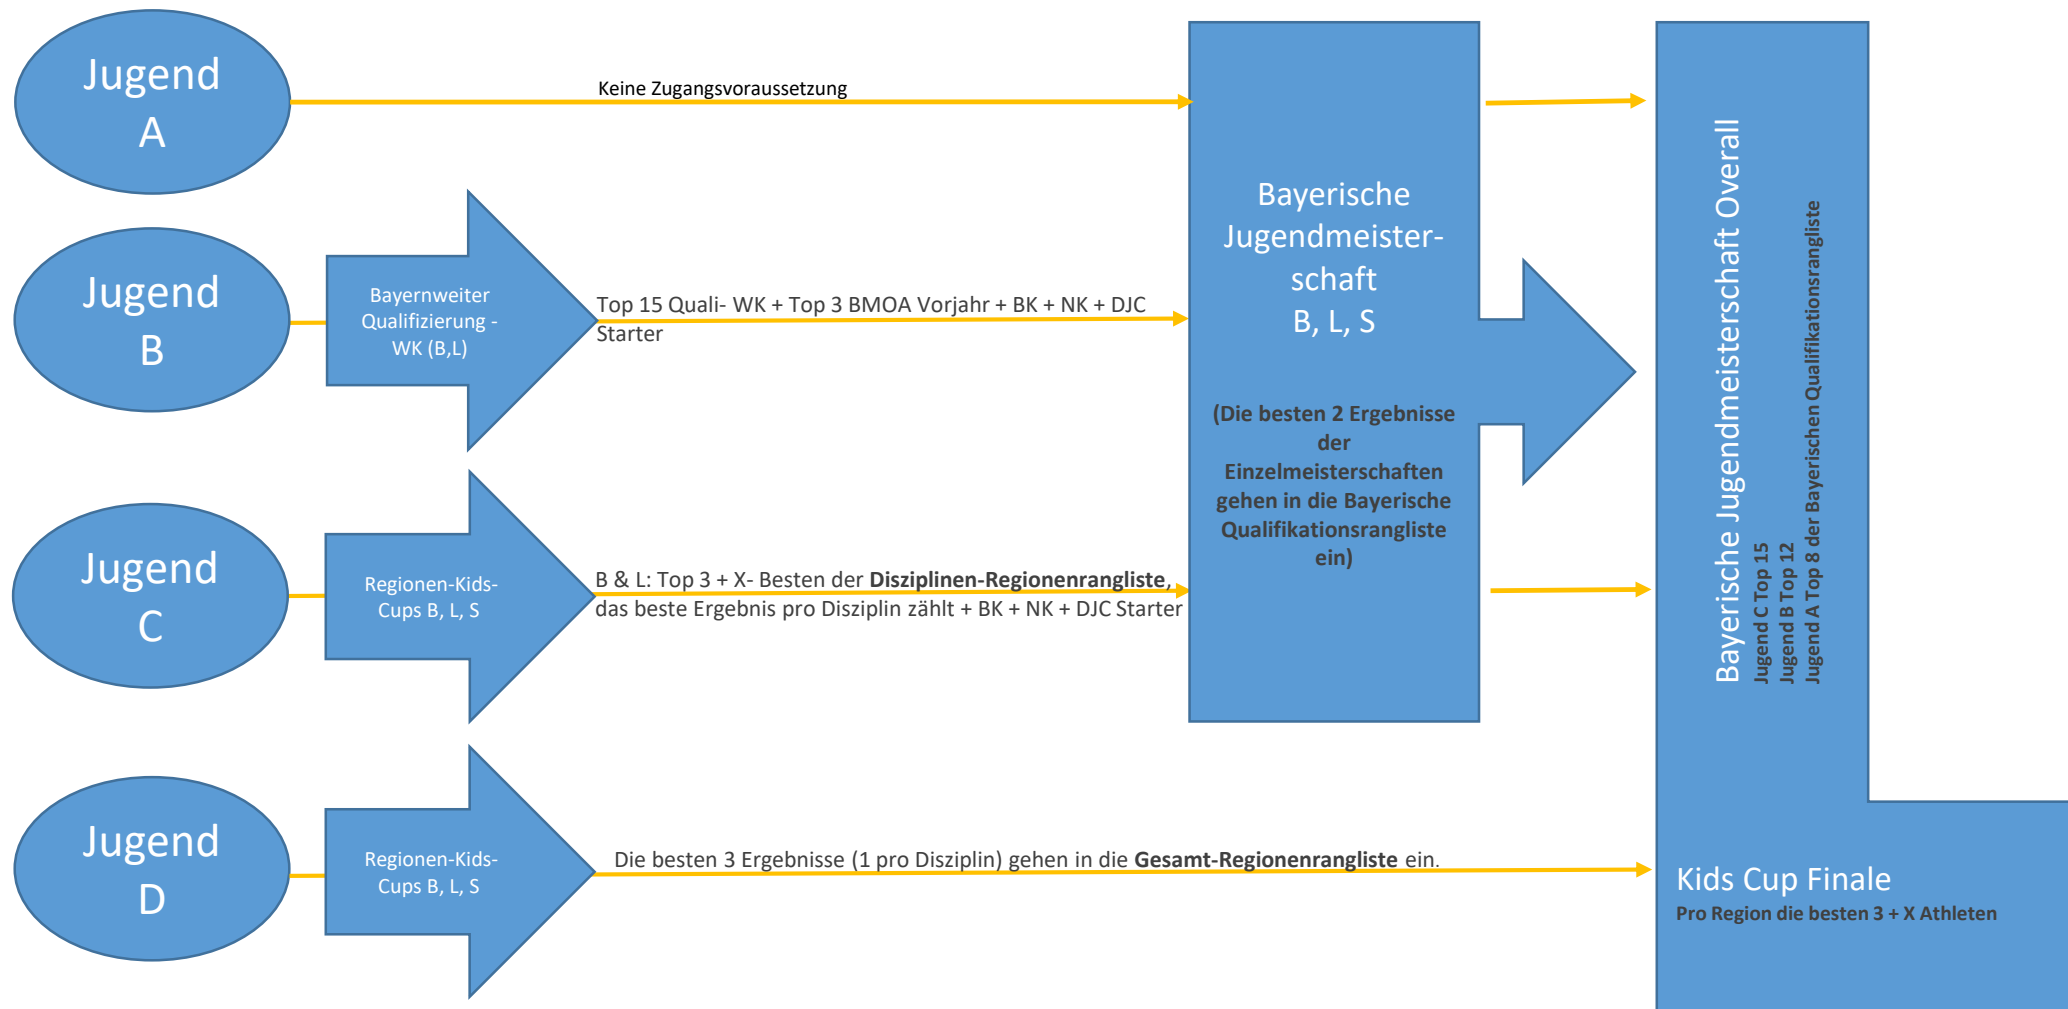 Jugend
A
Keine Zugangsvoraussetzung
Jugend
B
Bayernweiter
Qualifizierung -
WK (B,L)
Top 15 Quali- WK + Top 3 BMOA Vorjahr + BK + NK + DJC
Starter
Jugend
C
Regionen-Kids-
Cups B, L, S
B & L: Top 3 + X- Besten der Disziplinen-Regionenrangliste,
das beste Ergebnis pro Disziplin zählt + BK + NK + DJC Starter
Jugend
D
Regionen-Kids-
Cups B, L, S
Die besten 3 Ergebnisse (1 pro Disziplin) gehen in die Gesamt-Regionenrangliste ein.
Bayerische
Jugendmeister-
schaft
B, L, S
(Die besten 2 Ergebnisse
der
Einzelmeisterschaften
gehen in die Bayerische
Qualifikationsrangliste
ein)
Bayerische Jugendmeisterschaft Overall
Jugend C Top 15
Jugend B Top 12
Jugend A Top 8 der Bayerischen Qualifikationsrangliste
Kids Cup Finale
Pro Region die besten 3 + X Athleten